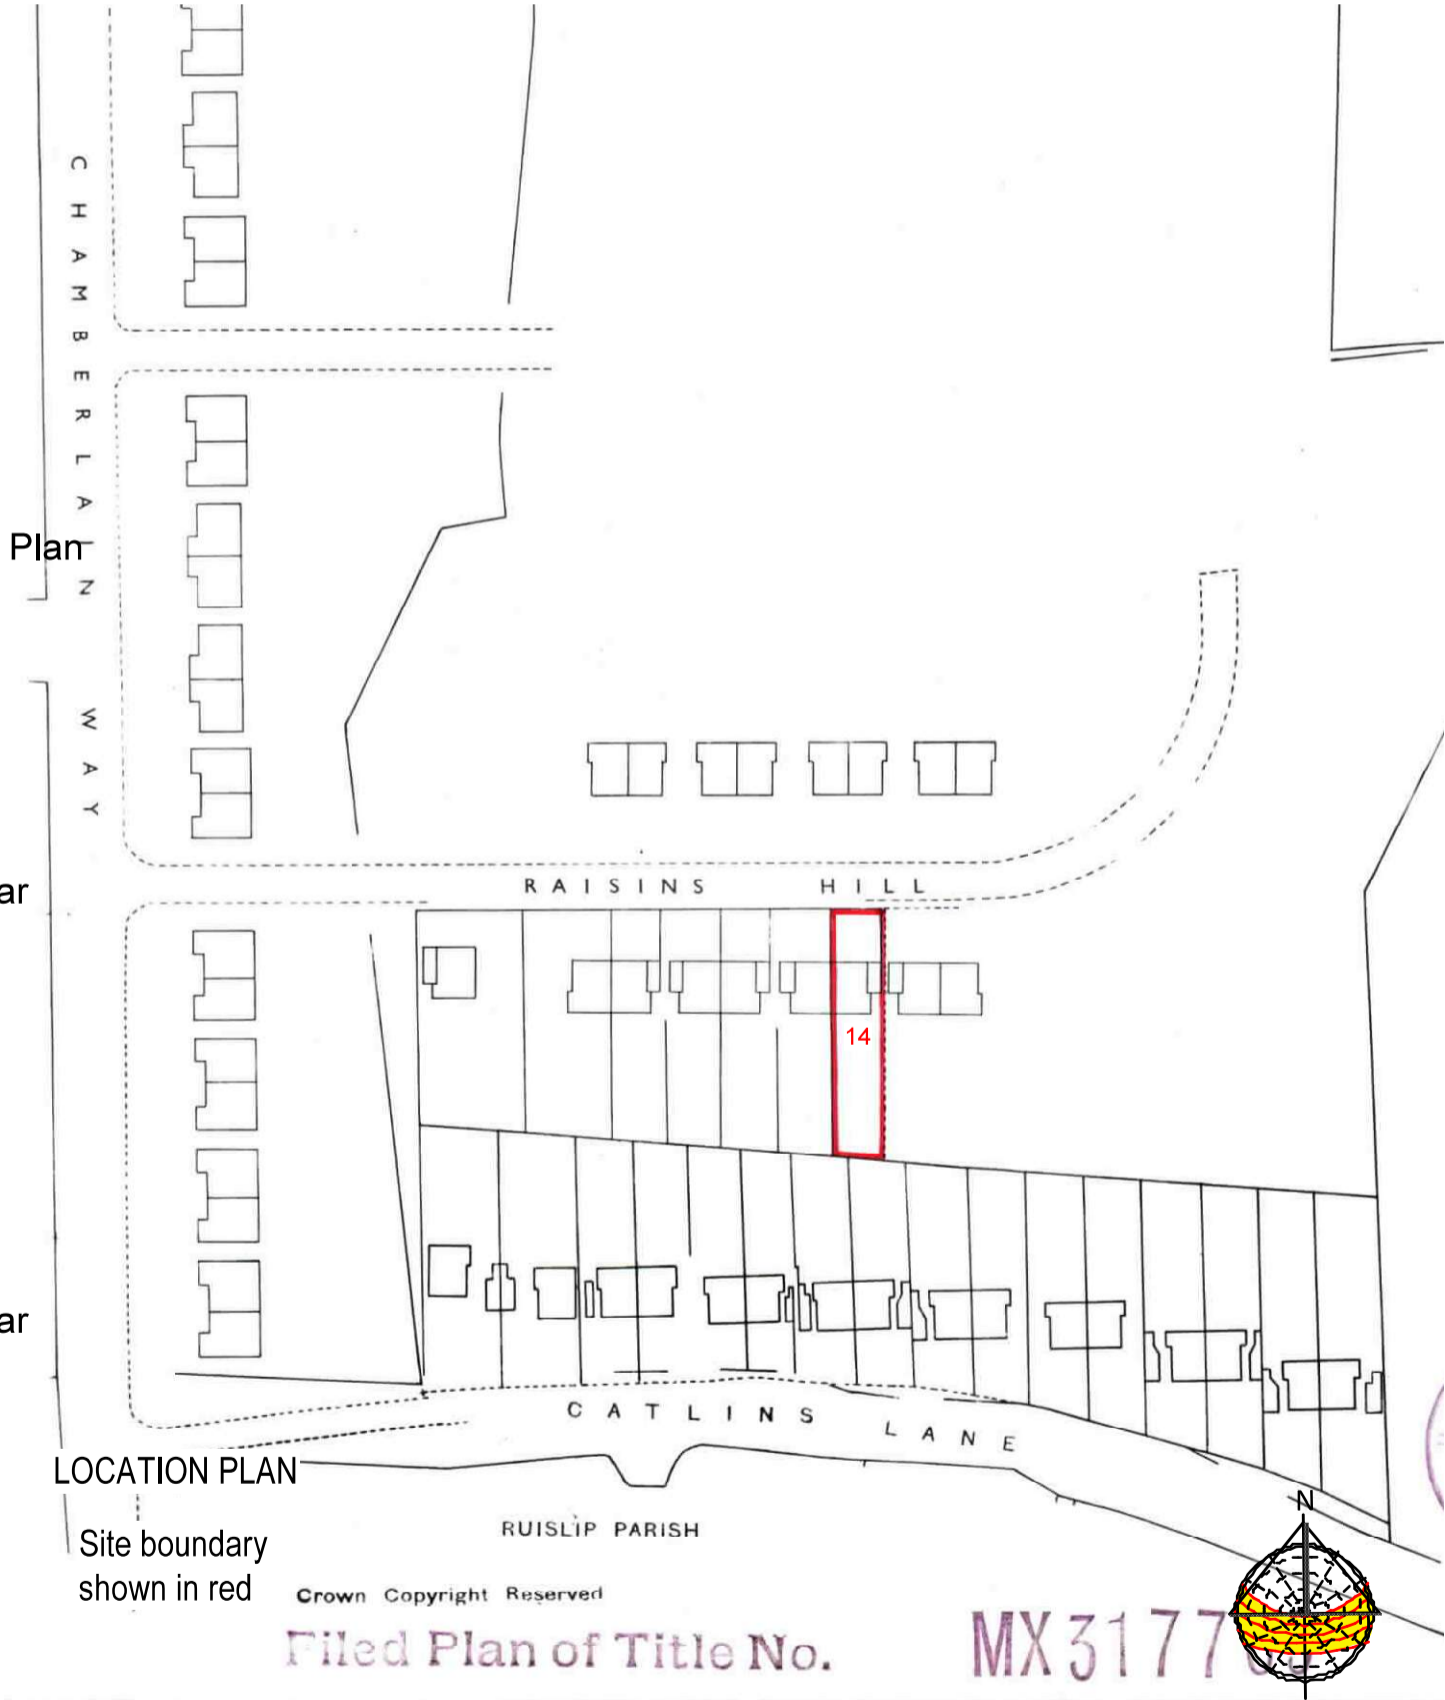 CHAMBERLAIN WAY
Plan
ar
RAISINS HILL
14
ar
CATLINS LANE
LOCATION PLAN
RUISLIP PARISH
Site boundary
shown in red
N
Crown Copyright Reserved
Filed Plan of Title No.